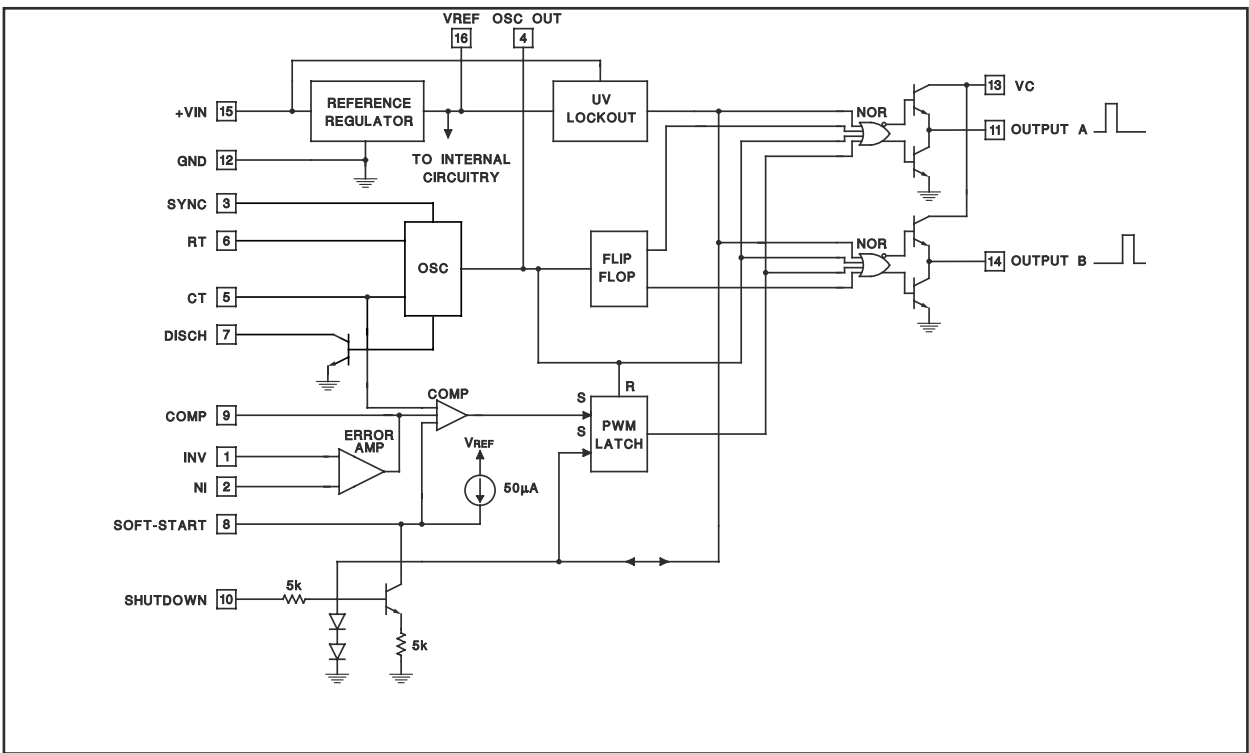 VREF OSC OUT
16
4
+VIN 15
REFERENCE
REGULATOR
UV
LOCKOUT
13 VC
NOR
11 OUTPUT A
GND 12
TO INTERNAL
CIRCUITRY
SYNC 3
RT 6
OSC
FLIP
FLOP
NOR
14 OUTPUT B
CT 5
DISCH 7
R
COMP
S
COMP 9
PWM
LATCH
S
ERROR
AMP
VREF
INV 1
NI 2
50µA
SOFT-START 8
5k
SHUTDOWN 10
5k